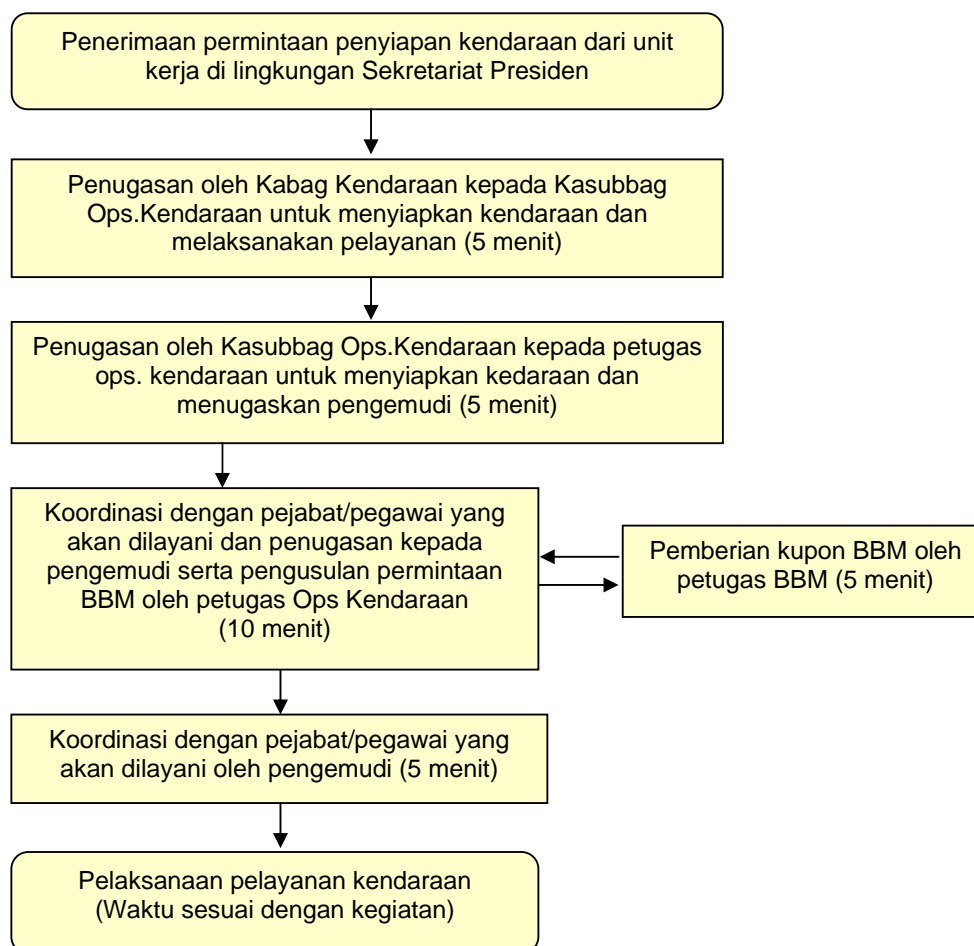 Penerimaan permintaan penyiapan kendaraan dari unit
kerja di lingkungan Sekretariat Presiden
Penugasan oleh Kabag Kendaraan kepada Kasubbag
Ops.Kendaraan untuk menyiapkan kendaraan dan
melaksanakan pelayanan (5 menit)
Penugasan oleh Kasubbag Ops.Kendaraan kepada petugas
ops. kendaraan untuk menyiapkan kedaraan dan
menugaskan pengemudi (5 menit)
Koordinasi dengan pejabat/pegawai yang
akan dilayani dan penugasan kepada
pengemudi serta pengusulan permintaan
BBM oleh petugas Ops Kendaraan
(10 menit)
Pemberian kupon BBM oleh
petugas BBM (5 menit)
Koordinasi dengan pejabat/pegawai yang
akan dilayani oleh pengemudi (5 menit)
Pelaksanaan pelayanan kendaraan
(Waktu sesuai dengan kegiatan)